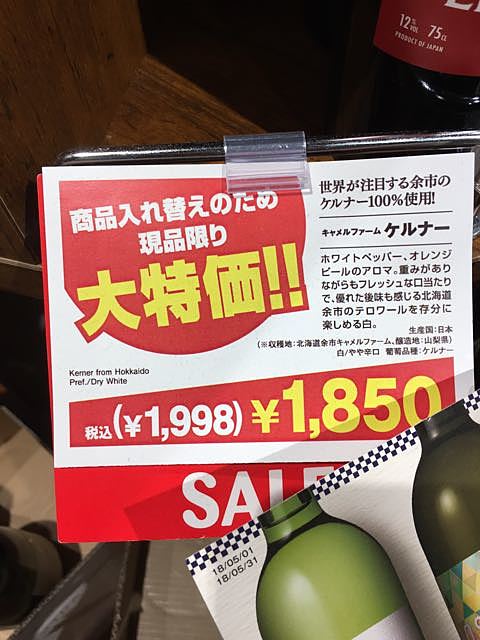 12% VOL 75cl
PRODUCT OF JAPAN
商品入れ替えのため
現品限り
大特価!!
世界が注目する余市の
ケルナー100%使用!
キャメルファーム ケルナー
ホワイトペッパー、オレンジ
ピールのアロマ。重みがあり
ながらもフレッシュな口当たり
で、優れた後味も感じる北海道
余市のテロワールを存分に
楽しめる白。
生産国:日本
(※収穫地:北海道余市キャメルファーム、醸造地:山梨県)
白/やや辛口 葡萄品種:ケルナー
Kerner from Hokkaido
Pref./Dry White
税込(¥1,998) ¥1,850
SALE
18/05/01
18/05/31